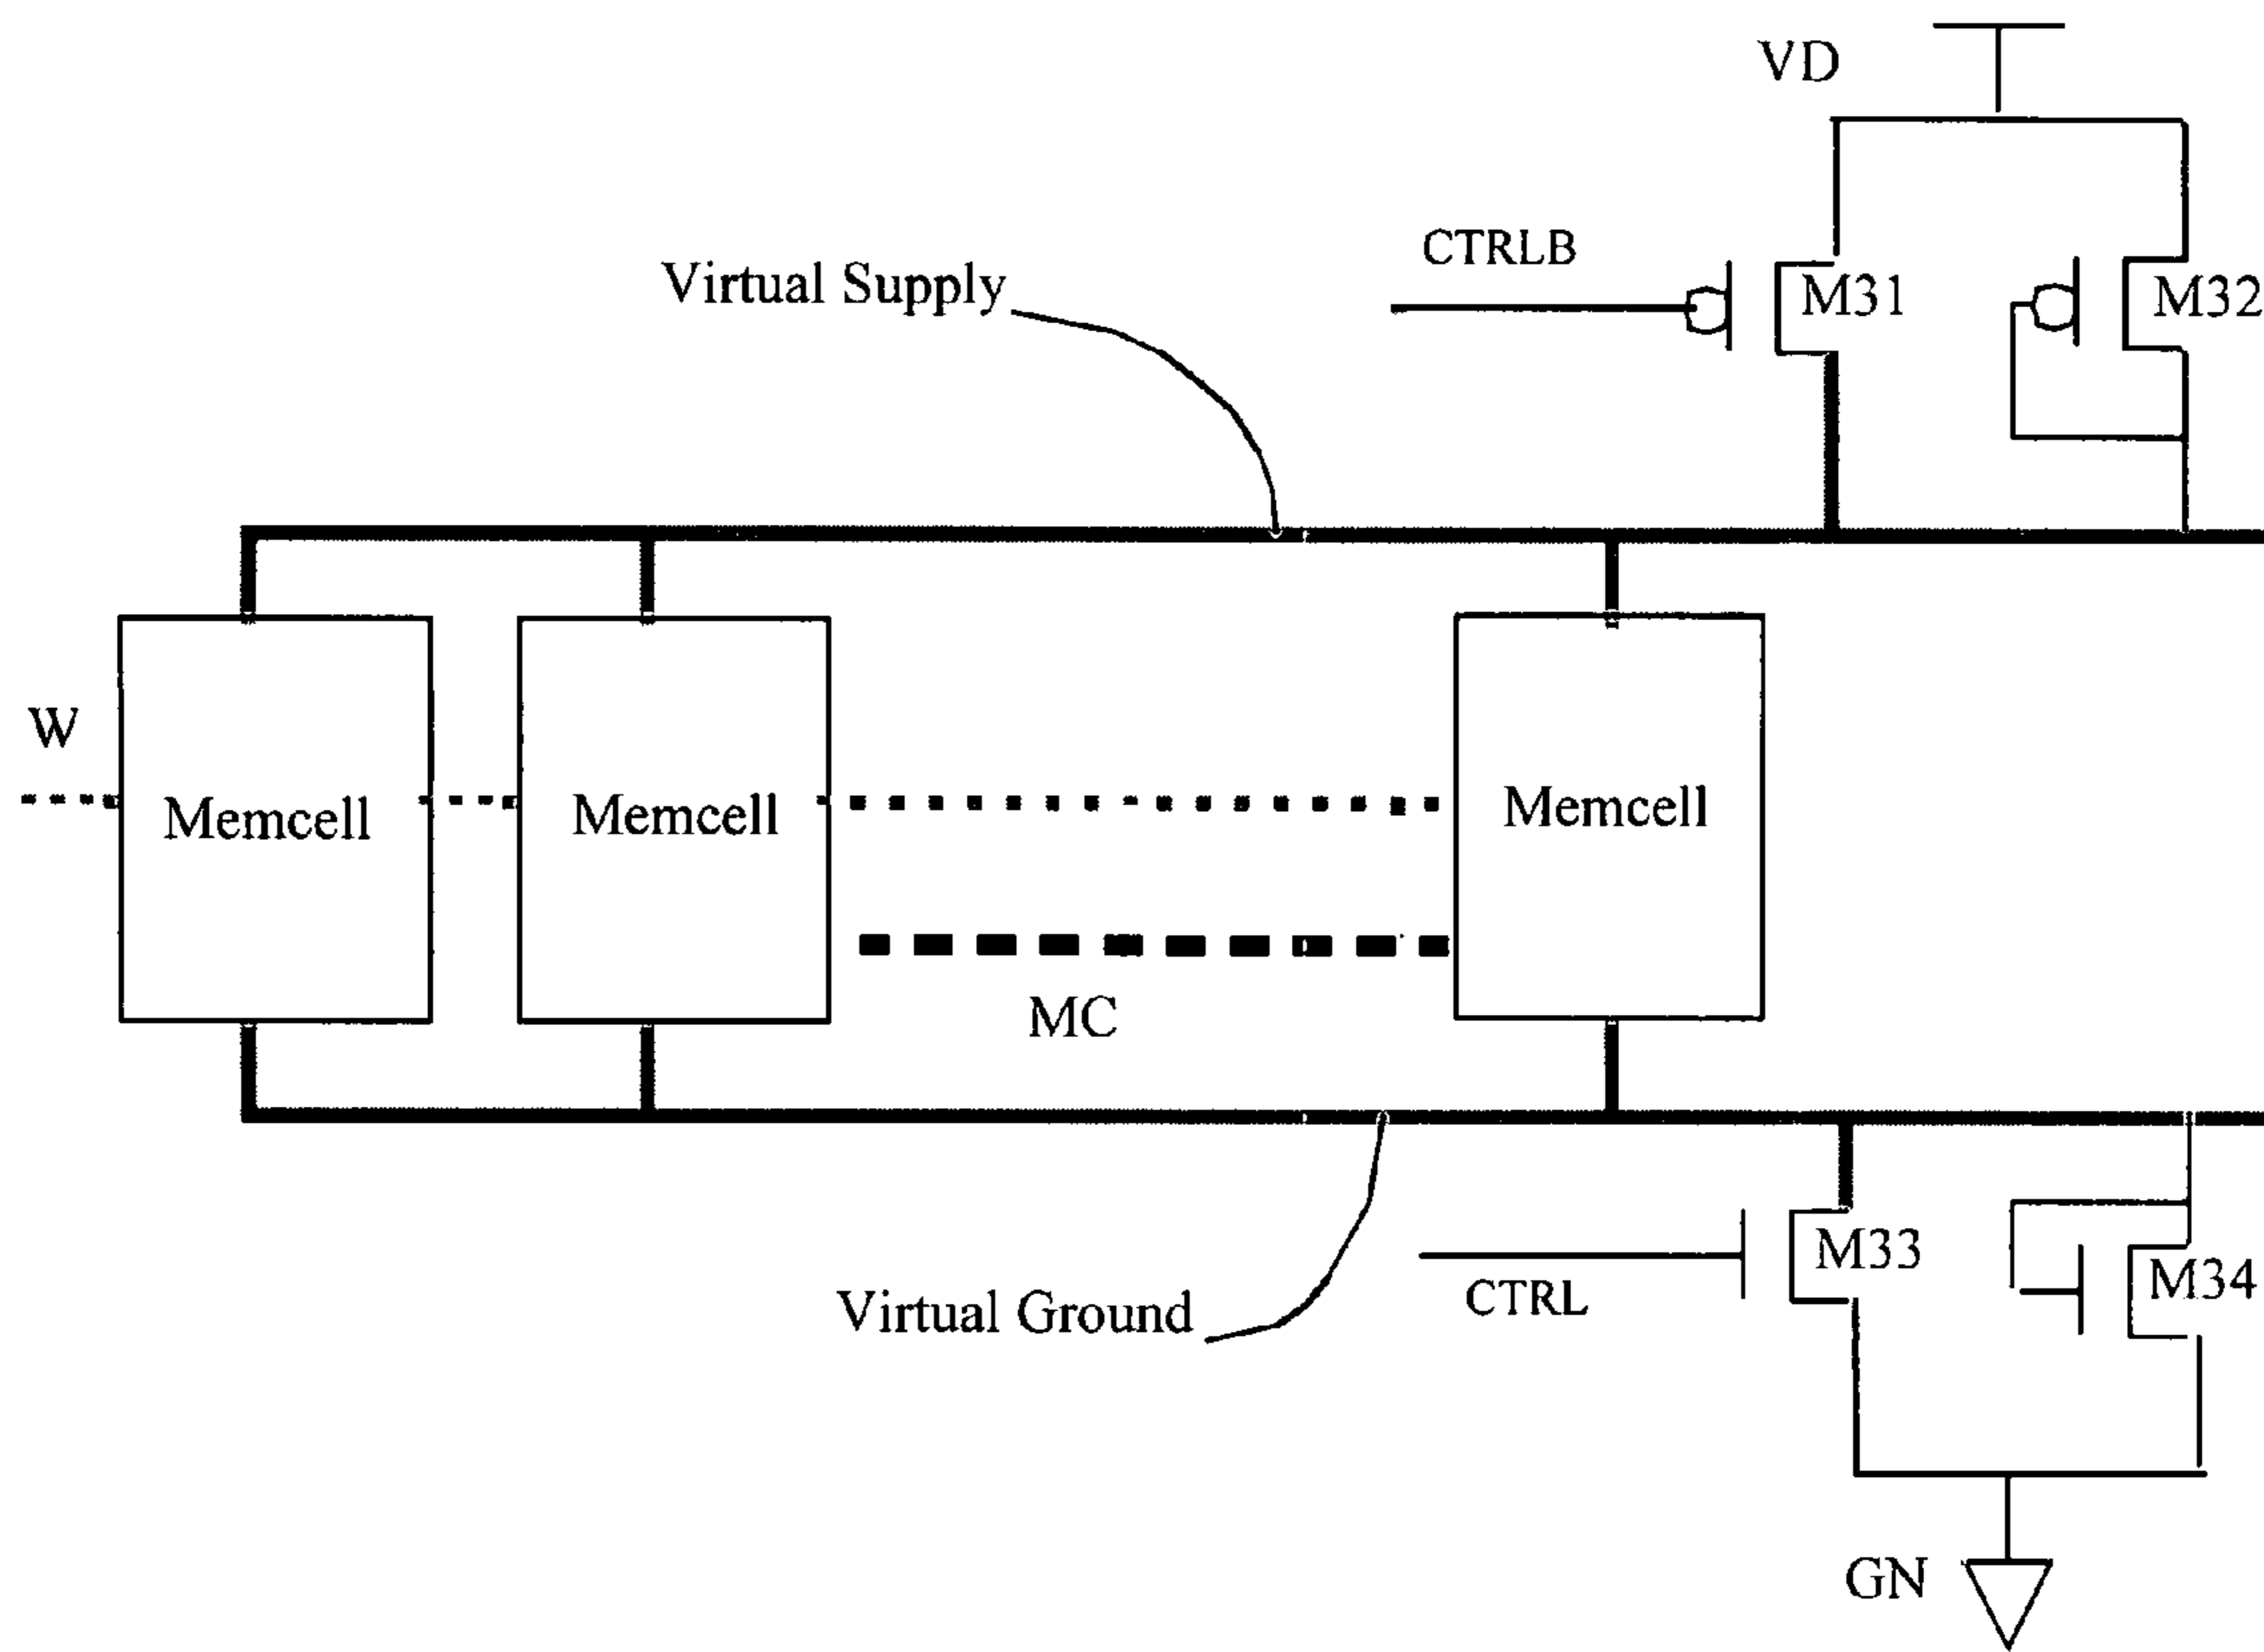 VD
CTRLB
Virtual Supply
M31
M32
W
Memcell
Memcell
Memcell
MC
M33
M34
CTRL
Virtual Ground
GN